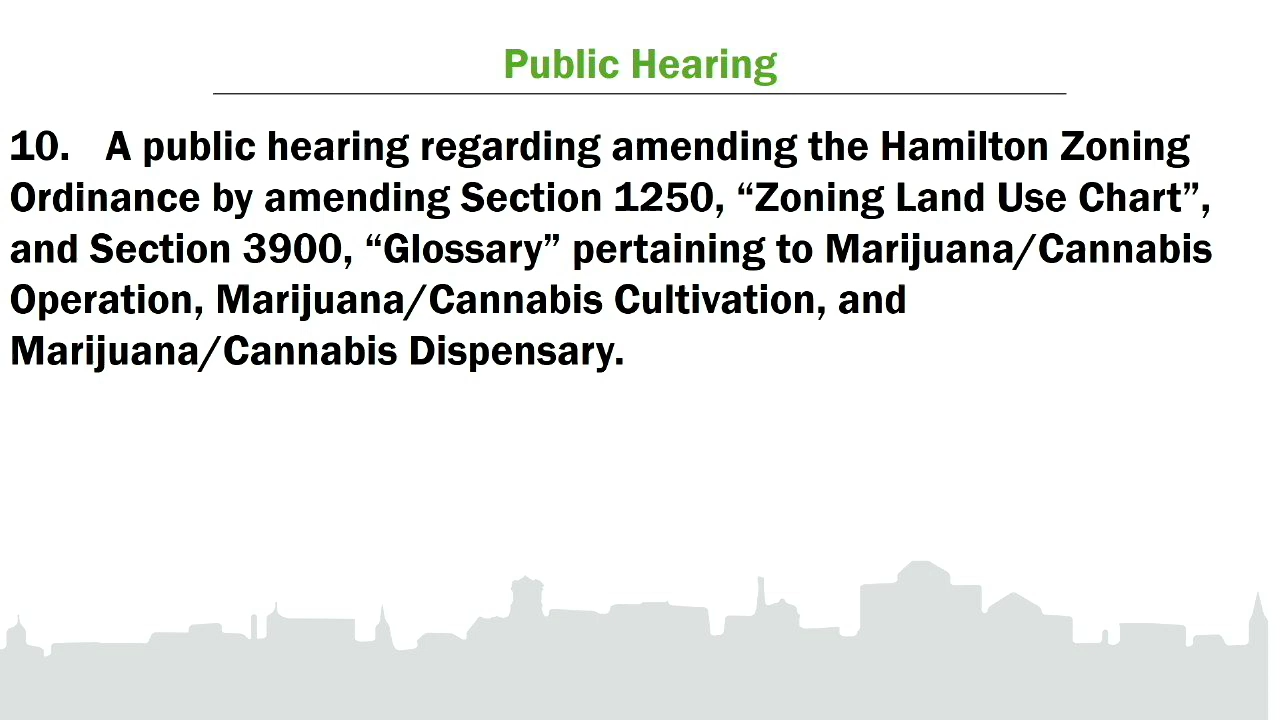 Public Hearing
10. A public hearing regarding amending the Hamilton Zoning
Ordinance by amending Section 1250, “Zoning Land Use Chart”,
and Section 3900, “Glossary” pertaining to Marijuana/Cannabis
Operation, Marijuana/Cannabis Cultivation, and
Marijuana/Cannabis Dispensary.